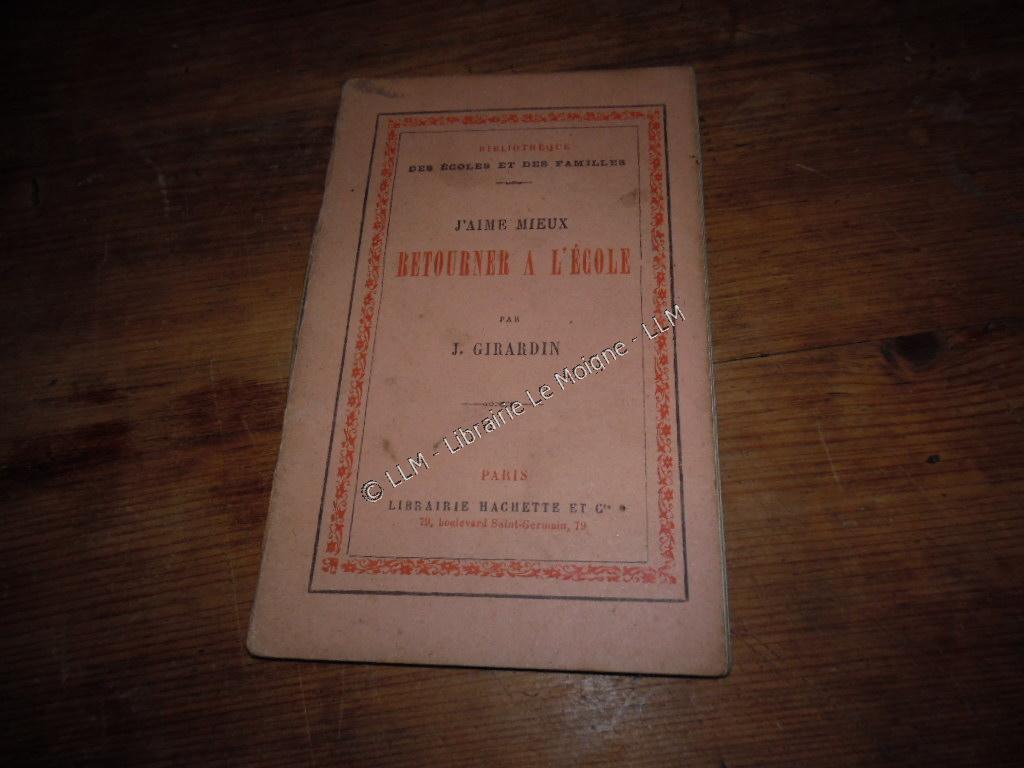 BIBLIOTHÈQUE
DES ÉCOLES ET DES FAMILLES
J'AIME MIEUX
RETOURNER A L'ÉCOLE
PAR
J. GIRARDIN
PARIS
LIBRAIRIE HACHETTE ET Cie
79, boulevard Saint-Germain, 79
© LLM - Librairie Le Moigne - LLM